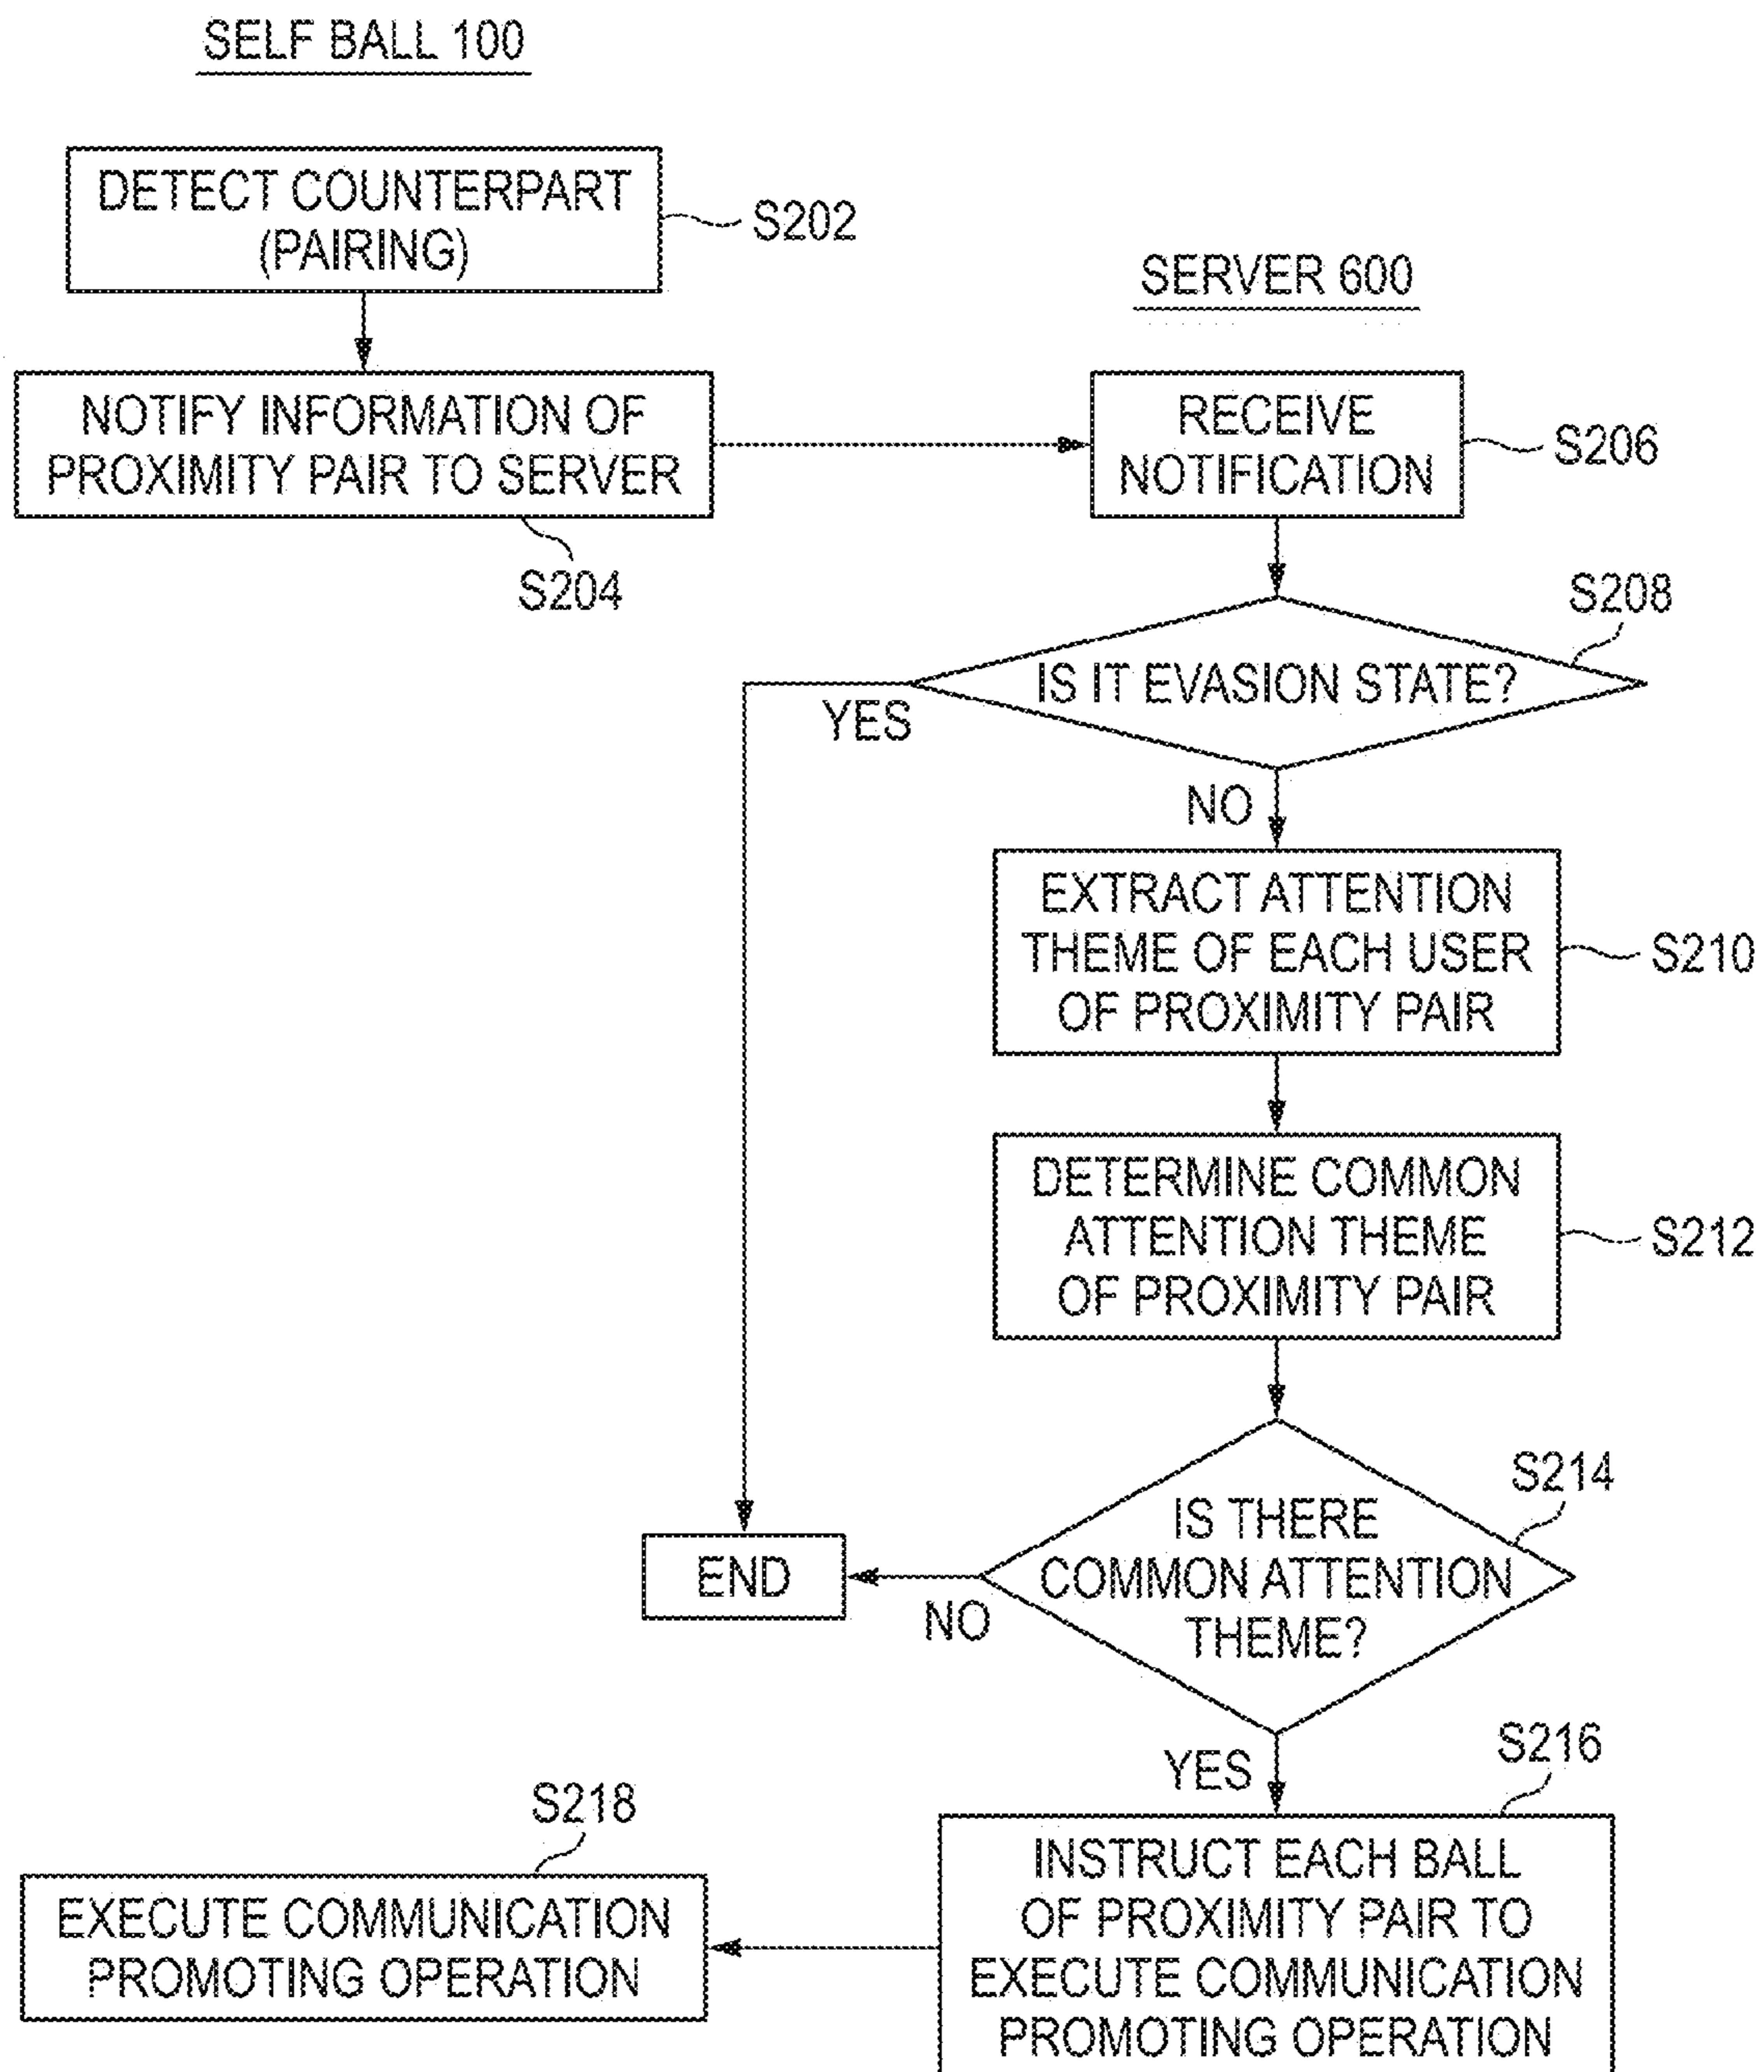 SELF BALL 100
DETECT COUNTERPART
(PAIRING)
S202
SERVER 600
NOTIFY INFORMATION OF
PROXIMITY PAIR TO SERVER
S204
RECEIVE
NOTIFICATION
S206
S208
IS IT EVASION STATE?
YES
NO
EXTRACT ATTENTION
THEME OF EACH USER
OF PROXIMITY PAIR
S210
DETERMINE COMMON
ATTENTION THEME
OF PROXIMITY PAIR
S212
S214
IS THERE
COMMON ATTENTION
THEME?
END
NO
YES
S216
INSTRUCT EACH BALL
OF PROXIMITY PAIR TO
EXECUTE COMMUNICATION
PROMOTING OPERATION
S218
EXECUTE COMMUNICATION
PROMOTING OPERATION